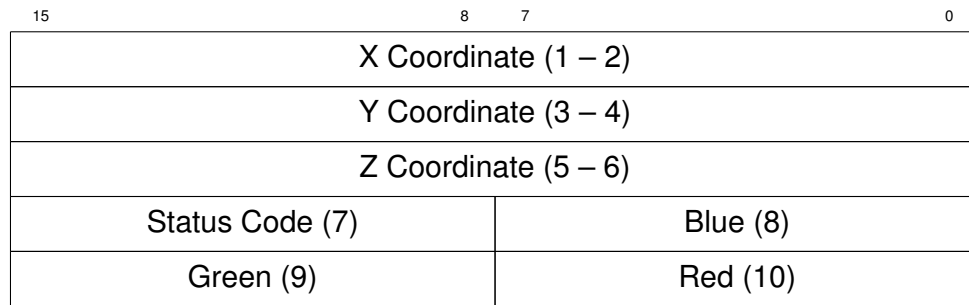 15 8 7 0
X Coordinate (1 – 2)
Y Coordinate (3 – 4)
Z Coordinate (5 – 6)
Status Code (7) Blue (8)
Green (9) Red (10)